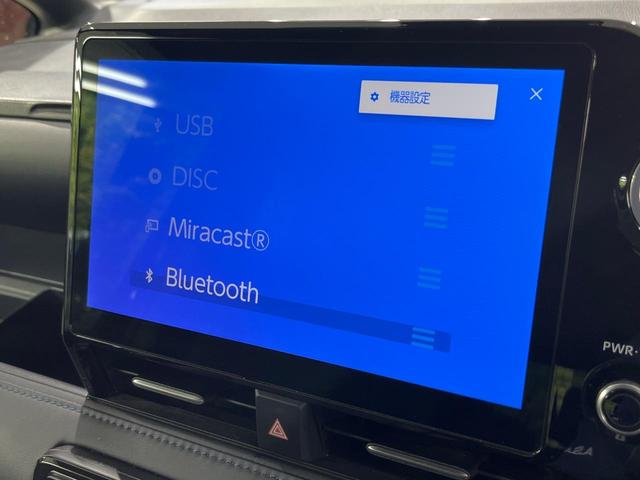 機器設定
USB
DISC
Miracast®
Bluetooth
PWR